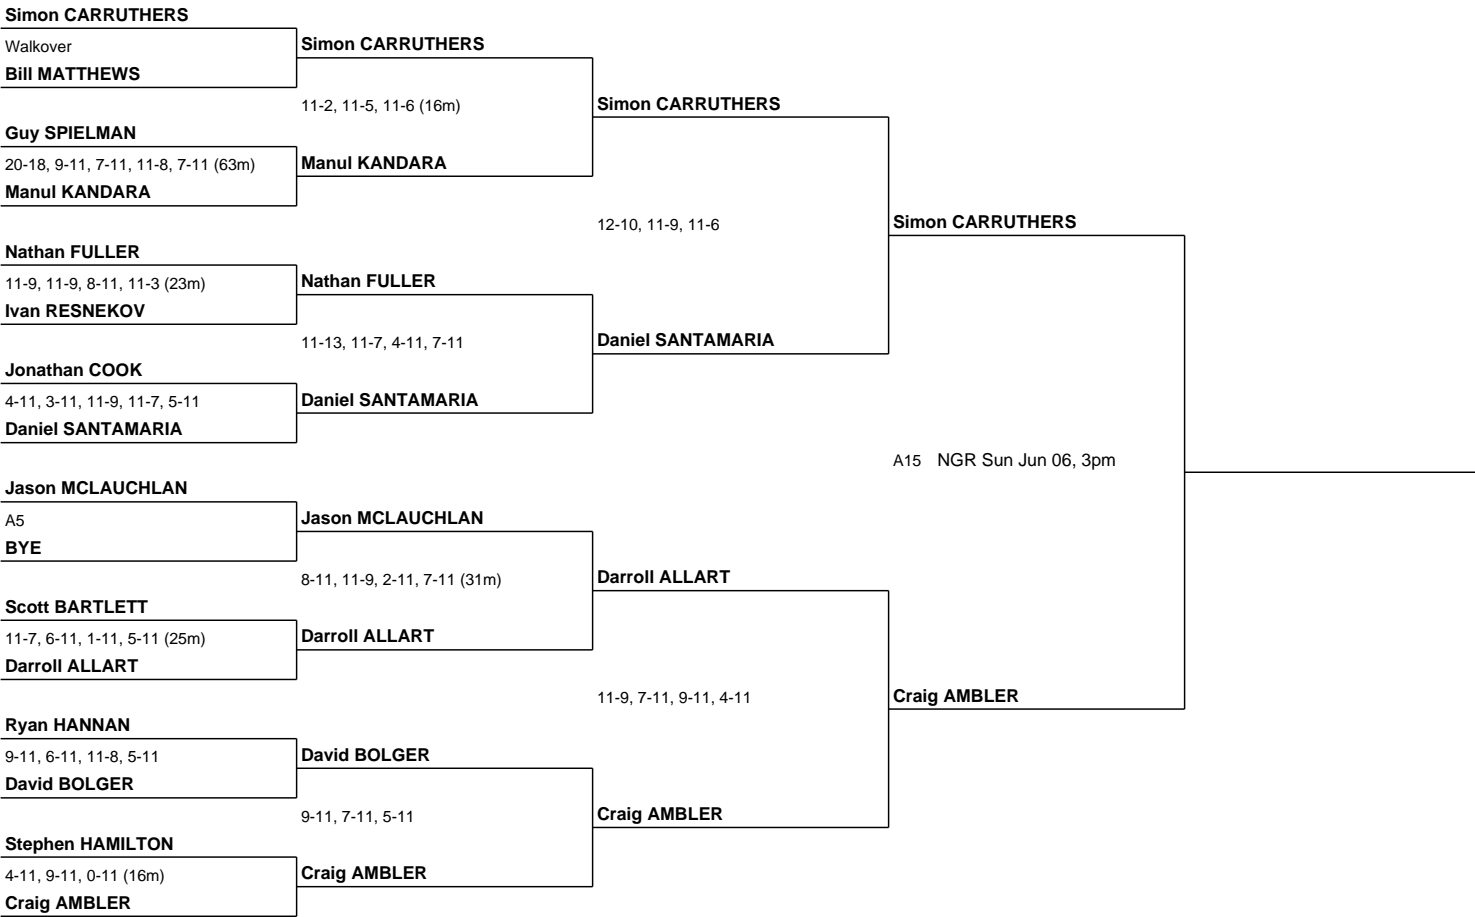 Simon CARRUTHERS
Walkover
Bill MATTHEWS
Guy SPIELMAN
20-18, 9-11, 7-11, 11-8, 7-11 (63m)
Manul KANDARA
Nathan FULLER
11-9, 11-9, 8-11, 11-3 (23m)
Ivan RESNEKOV
Jonathan COOK
4-11, 3-11, 11-9, 11-7, 5-11
Daniel SANTAMARIA
Jason MCLAUCHLAN
A5
BYE
Scott BARTLETT
11-7, 6-11, 1-11, 5-11 (25m)
Darroll ALLART
Ryan HANNAN
9-11, 6-11, 11-8, 5-11
David BOLGER
Stephen HAMILTON
4-11, 9-11, 0-11 (16m)
Craig AMBLER
Simon CARRUTHERS
11-2, 11-5, 11-6 (16m)
Manul KANDARA
Nathan FULLER
11-13, 11-7, 4-11, 7-11
Daniel SANTAMARIA
Jason MCLAUCHLAN
8-11, 11-9, 2-11, 7-11 (31m)
Darroll ALLART
David BOLGER
9-11, 7-11, 5-11
Craig AMBLER
Simon CARRUTHERS
12-10, 11-9, 11-6
Daniel SANTAMARIA
Darroll ALLART
11-9, 7-11, 9-11, 4-11
Craig AMBLER
Simon CARRUTHERS
A15 NGR Sun Jun 06, 3pm
Craig AMBLER